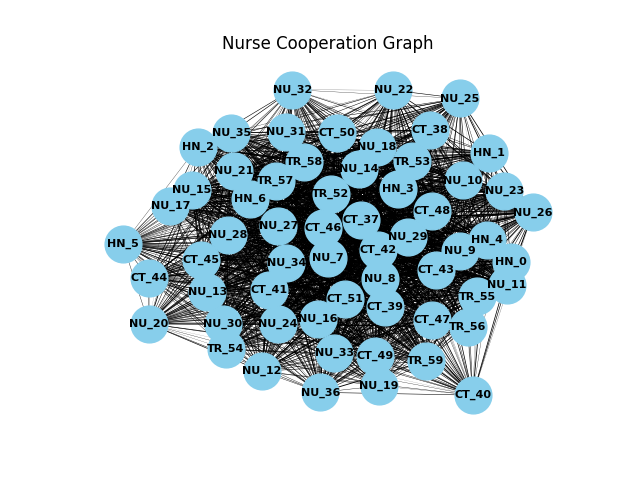 Nurse Cooperation Graph
NU_32
NU_22
NU_25
NU_35
NU_31
CT_50
CT_38
HN_2
NU_18
HN_1
TR_58
NU_14
TR_53
NU_21
TR_57
NU_10
NU_15
HN_6
TR_52
HN_3
NU_23
NU_17
CT_48
NU_26
CT_37
NU_27
CT_46
NU_28
NU_29
HN_4
HN_5
CT_42
NU_9
NU_7
CT_45
NU_34
HN_0
CT_43
CT_44
NU_8
NU_11
NU_13
CT_41
CT_51
TR_55
CT_39
NU_20
NU_30
NU_24
NU_16
CT_47
TR_56
TR_54
NU_33
CT_49
TR_59
NU_12
NU_19
NU_36
CT_40